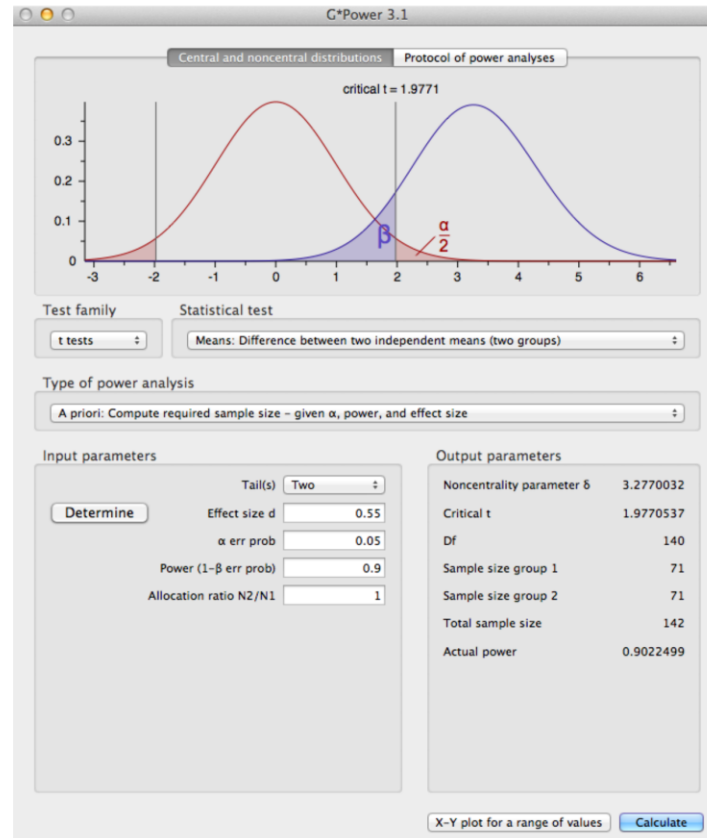 G*Power 3.1
Central and noncentral distributions Protocol of power analyses
critical t = 1.9771
0.3
0.2
0.1
0
β
α
2
-3 -2 -1 0 1 2 3 4 5 6
Test family Statistical test
t tests Means: Difference between two independent means (two groups)
Type of power analysis
A priori: Compute required sample size – given α, power, and effect size
Input parameters Output parameters
Tail(s) Two Noncentrality parameter δ 3.2770032
Determine Effect size d 0.55 Critical t 1.9770537
α err prob 0.05 Df 140
Power (1-β err prob) 0.9 Sample size group 1 71
Allocation ratio N2/N1 1 Sample size group 2 71
Total sample size 142
Actual power 0.9022499
X-Y plot for a range of values Calculate